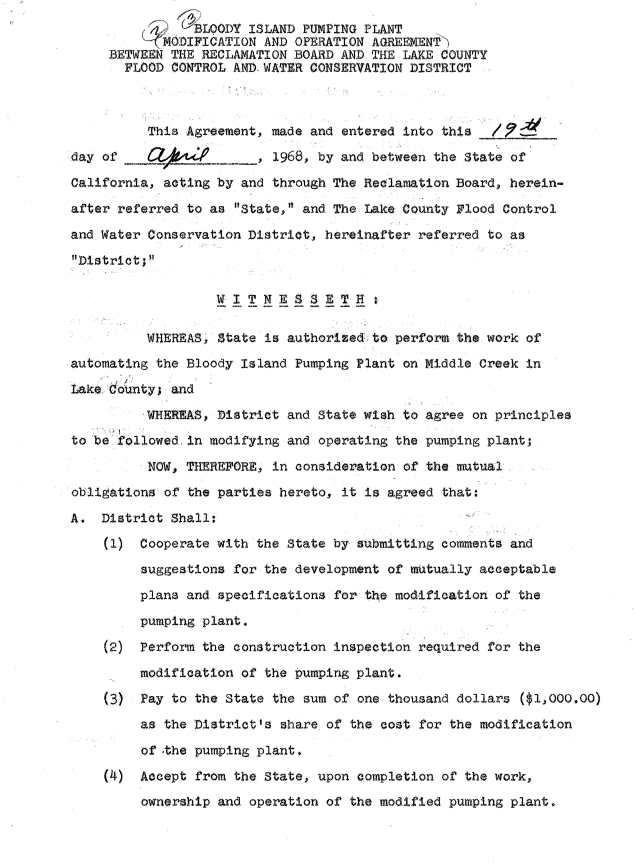 (2) (3) BLOODY ISLAND PUMPING PLANT
MODIFICATION AND OPERATION AGREEMENT
BETWEEN THE RECLAMATION BOARD AND THE LAKE COUNTY
FLOOD CONTROL AND WATER CONSERVATION DISTRICT
This Agreement, made and entered into this 19th
day of April, 1968, by and between the State of
California, acting by and through The Reclamation Board, herein-
after referred to as "State," and The Lake County Flood Control
and Water Conservation District, hereinafter referred to as
"District;"
W I T N E S S E T H :
WHEREAS, State is authorized to perform the work of
automating the Bloody Island Pumping Plant on Middle Creek in
Lake County; and
WHEREAS, District and State wish to agree on principles
to be followed in modifying and operating the pumping plant;
NOW, THEREFORE, in consideration of the mutual
obligations of the parties hereto, it is agreed that:
A. District Shall:
(1) Cooperate with the State by submitting comments and
suggestions for the development of mutually acceptable
plans and specifications for the modification of the
pumping plant.
(2) Perform the construction inspection required for the
modification of the pumping plant.
(3) Pay to the State the sum of one thousand dollars ($1,000.00)
as the District's share of the cost for the modification
of the pumping plant.
(4) Accept from the State, upon completion of the work,
ownership and operation of the modified pumping plant.